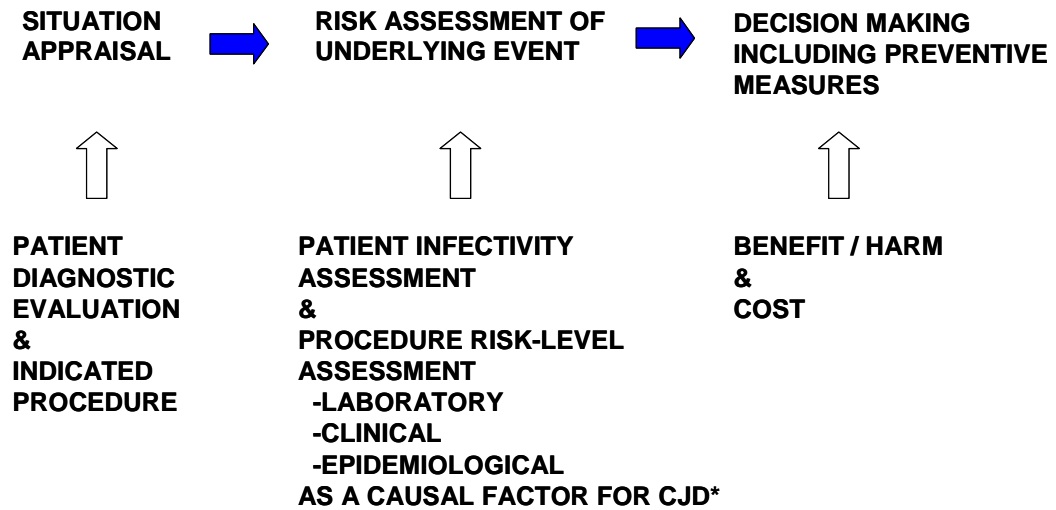 SITUATION
APPRAISAL
RISK ASSESSMENT OF
UNDERLYING EVENT
DECISION MAKING
INCLUDING PREVENTIVE
MEASURES
PATIENT
DIAGNOSTIC
EVALUATION
&
INDICATED
PROCEDURE
PATIENT INFECTIVITY
ASSESSMENT
&
PROCEDURE RISK-LEVEL
ASSESSMENT
-LABORATORY
-CLINICAL
-EPIDEMIOLOGICAL
AS A CAUSAL FACTOR FOR CJD*
BENEFIT / HARM
&
COST